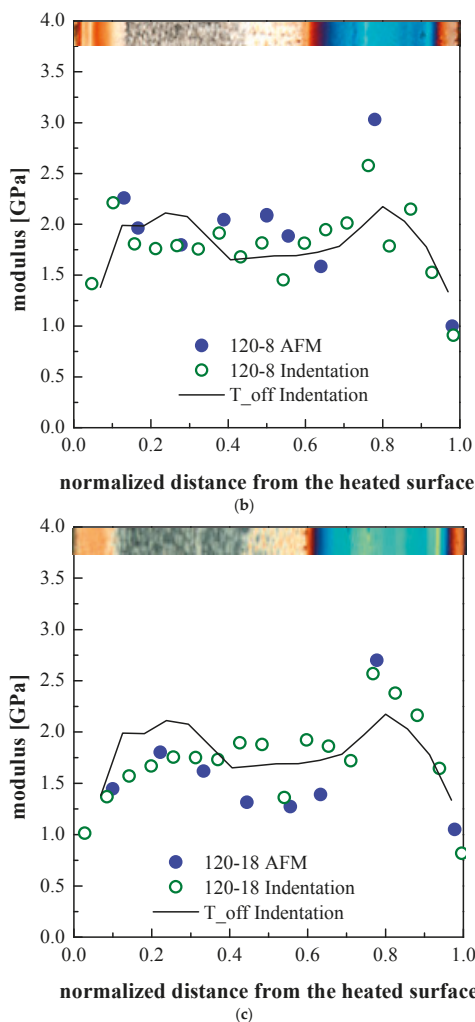 4.0
3.5
3.0
2.5
2.0
1.5
1.0
0.5
0.0
modulus [GPa]
120-8 AFM
120-8 Indentation
T_off Indentation
0.0 0.2 0.4 0.6 0.8 1.0
normalized distance from the heated surface
(b)
4.0
3.5
3.0
2.5
2.0
1.5
1.0
0.5
0.0
modulus [GPa]
120-18 AFM
120-18 Indentation
T_off Indentation
0.0 0.2 0.4 0.6 0.8 1.0
normalized distance from the heated surface
(c)